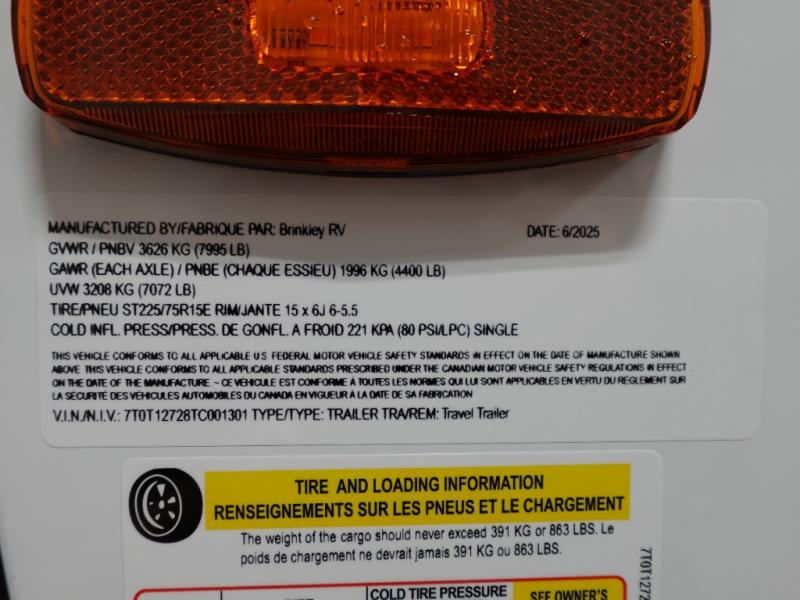 MANUFACTURED BY/FABRIQUE PAR: Brinkley RV DATE: 6/2025
GVWR / PNBV 3626 KG (7995 LB)
GAWR (EACH AXLE) / PNBE (CHAQUE ESSIEU) 1996 KG (4400 LB)
UVW 3208 KG (7072 LB)
TIRE/PNEU ST225/75R15E RIM/JANTE 15 x 6J 6-5.5
COLD INFL. PRESS/PRESS. DE GONFL. A FROID 221 KPA (80 PSI/LPC) SINGLE
THIS VEHICLE CONFORMS TO ALL APPLICABLE U.S FEDERAL MOTOR VEHICLE SAFETY STANDARDS IN EFFECT ON THE DATE OF MANUFACTURE SHOWN
ABOVE THIS VEHICLE CONFORMS TO ALL APPLICABLE STANDARDS PRESCRIBED UNDER THE CANADIAN MOTOR VEHICLE SAFETY REGULATIONS IN EFFECT
ON THE DATE OF THE MANUFACTURE. ~ CE VEHICULE EST CONFORME A TOUTES LES NORMES QUI LUI SONT APPLICABLES EN VERTU DU REGLEMENT SUR
LA SECURITE DES VEHICULES AUTOMOBILES DU CANADA EN VIGUEUR A LA DATE DE SA FABRICATION
V.I.N./N.I.V.: 7T0T12728TC001301 TYPE/TYPE: TRAILER TRA/REM: Travel Trailer
TIRE AND LOADING INFORMATION
RENSEIGNEMENTS SUR LES PNEUS ET LE CHARGEMENT
The weight of the cargo should never exceed 391 KG or 863 LBS. Le
poids de chargement ne devrait jamais 391 KG ou 863 LBS.
COLD TIRE PRESSURE
SEE OWNER'S
7T0T1272